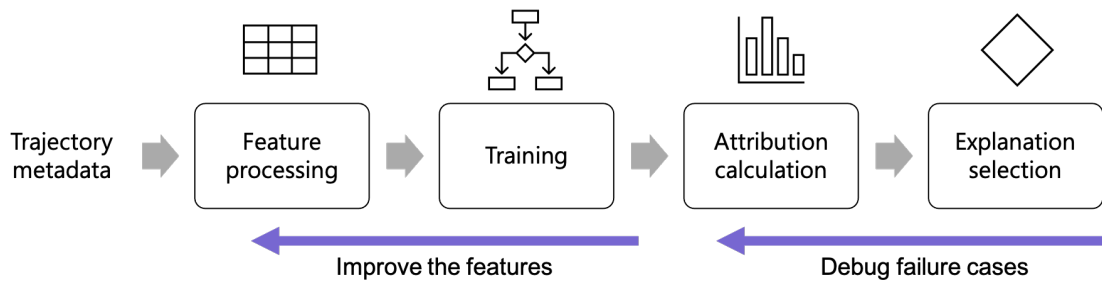 Trajectory
metadata
Feature
processing
Training
Attribution
calculation
Explanation
selection
Improve the features
Debug failure cases